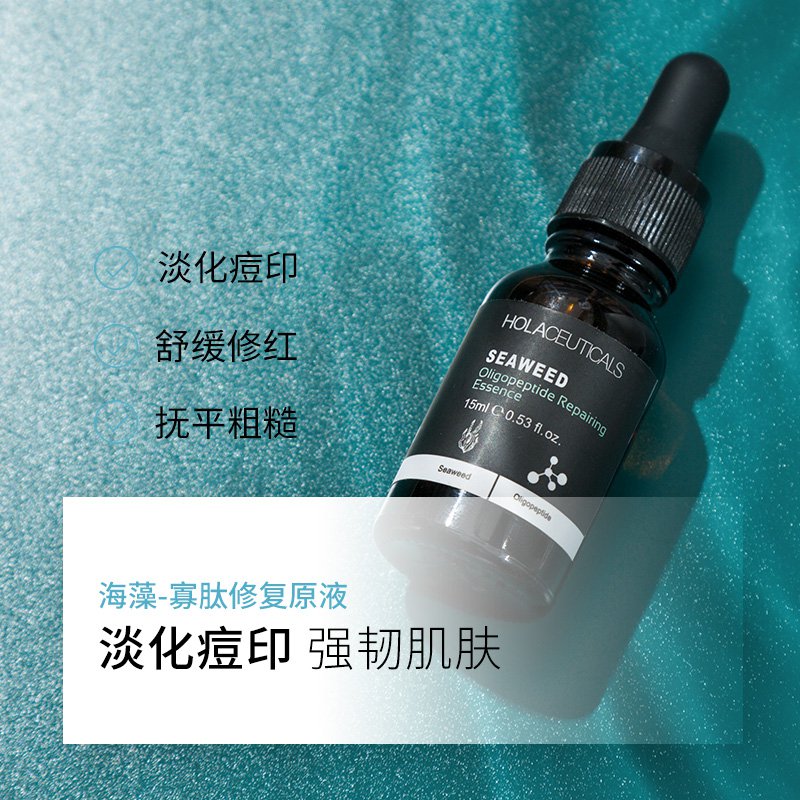 淡化痘印
舒缓修红
抚平粗糙
HOLACEUTICALS
SEAWEED
Oligopeptide Repairing
Essence
15ml ℮ 0.53 fl.oz.
Seaweed
Oligopeptide
海藻-寡肽修复原液
淡化痘印 强韧肌肤